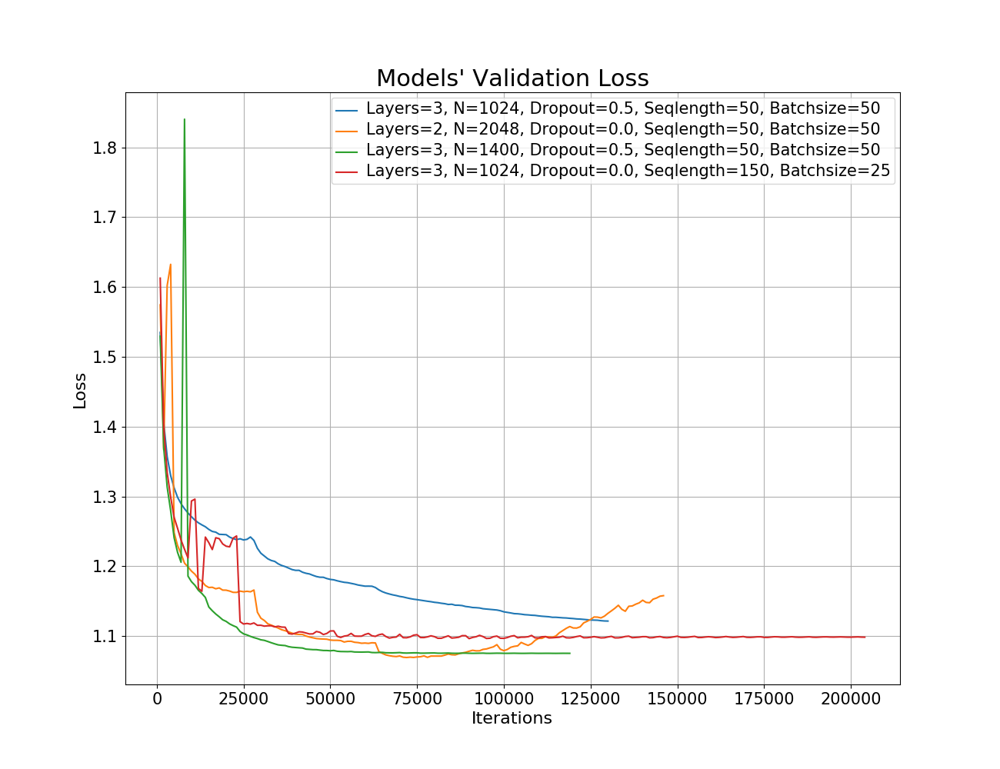 Models' Validation Loss
Layers=3, N=1024, Dropout=0.5, Seqlength=50, Batchsize=50
Layers=2, N=2048, Dropout=0.0, Seqlength=50, Batchsize=50
Layers=3, N=1400, Dropout=0.5, Seqlength=50, Batchsize=50
Layers=3, N=1024, Dropout=0.0, Seqlength=150, Batchsize=25
1.8
1.7
1.6
1.5
1.4
1.3
1.2
1.1
Loss
0 25000 50000 75000 100000 125000 150000 175000 200000
Iterations